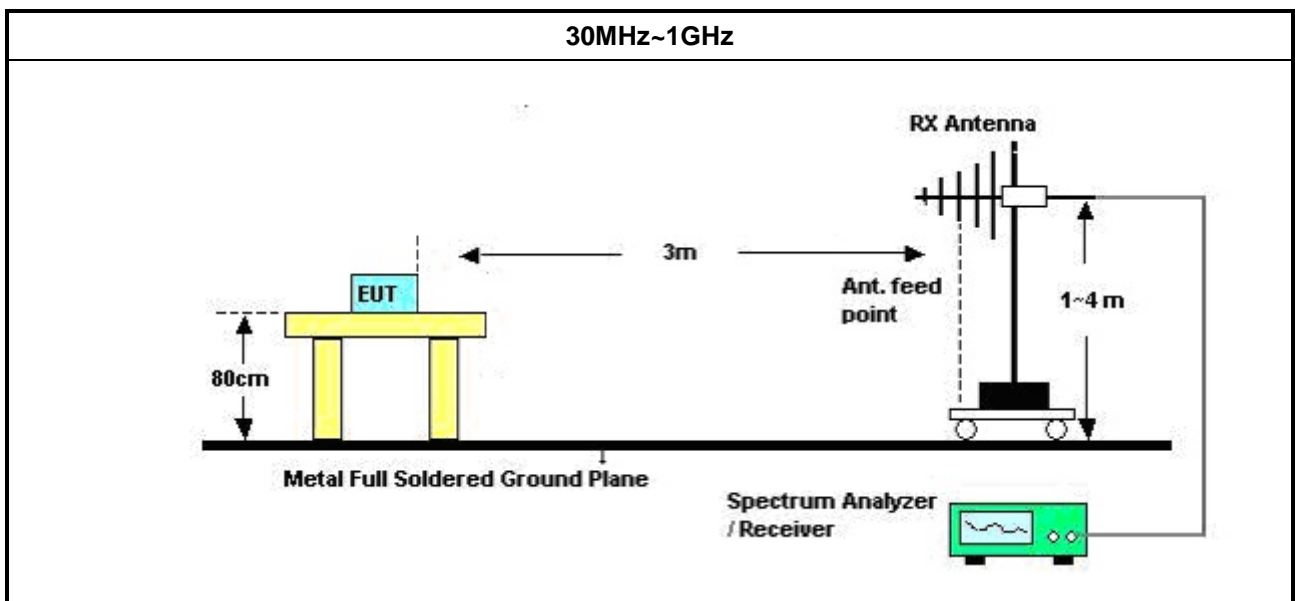 30MHz~1GHz
RX Antenna
3m
EUT
Ant. feed
point
1~4 m
80cm
Metal Full Soldered Ground Plane
Spectrum Analyzer
/ Receiver